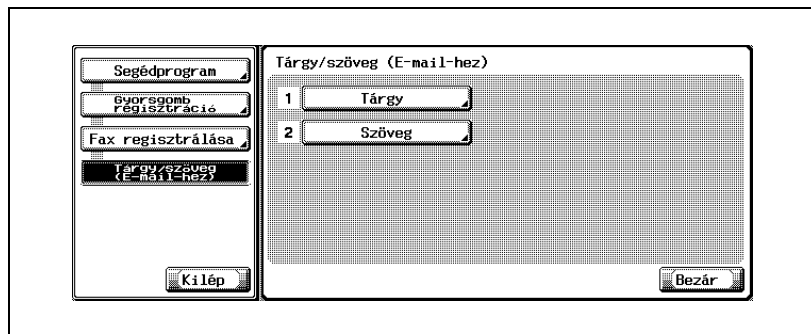 Segédprogram
Gyorsgomb
regisztráció
Fax regisztrálása
Tárgy/szöveg
(E-mail-hez)
Kilép
Tárgy/szöveg (E-mail-hez)
1 Tárgy
2 Szöveg
Bezár